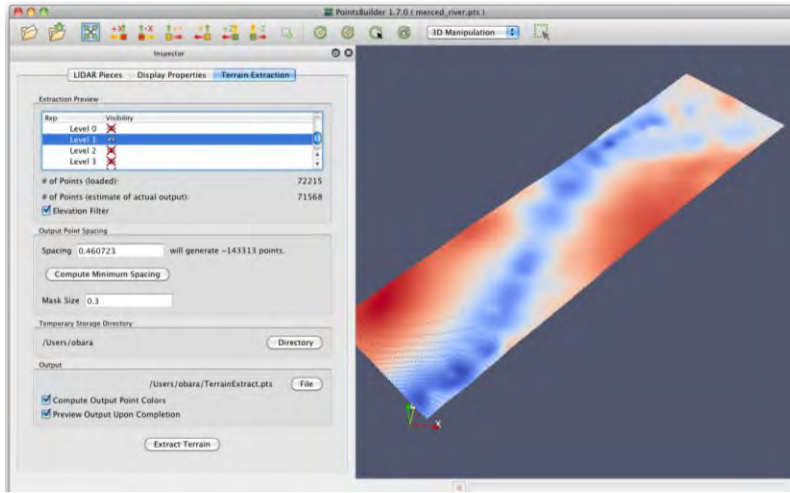 PointsBuilder 1.7.0 ( merced_river.pts )
3D Manipulation
Inspector
LIDAR Pieces Display Properties Terrain Extraction
Extraction Preview
Rep Visibility
Level 0
Level 1
Level 2
Level 3
# of Points (loaded): 72215
# of Points (estimate of actual output): 71568
Elevation Filter
Output Point Spacing
Spacing 0.460723 will generate ~143313 points.
Compute Minimum Spacing
Mask Size 0.3
Temporary Storage Directory
/Users/obara Directory
Output
/Users/obara/TerrainExtract.pts File
Compute Output Point Colors
Preview Output Upon Completion
Extract Terrain
X